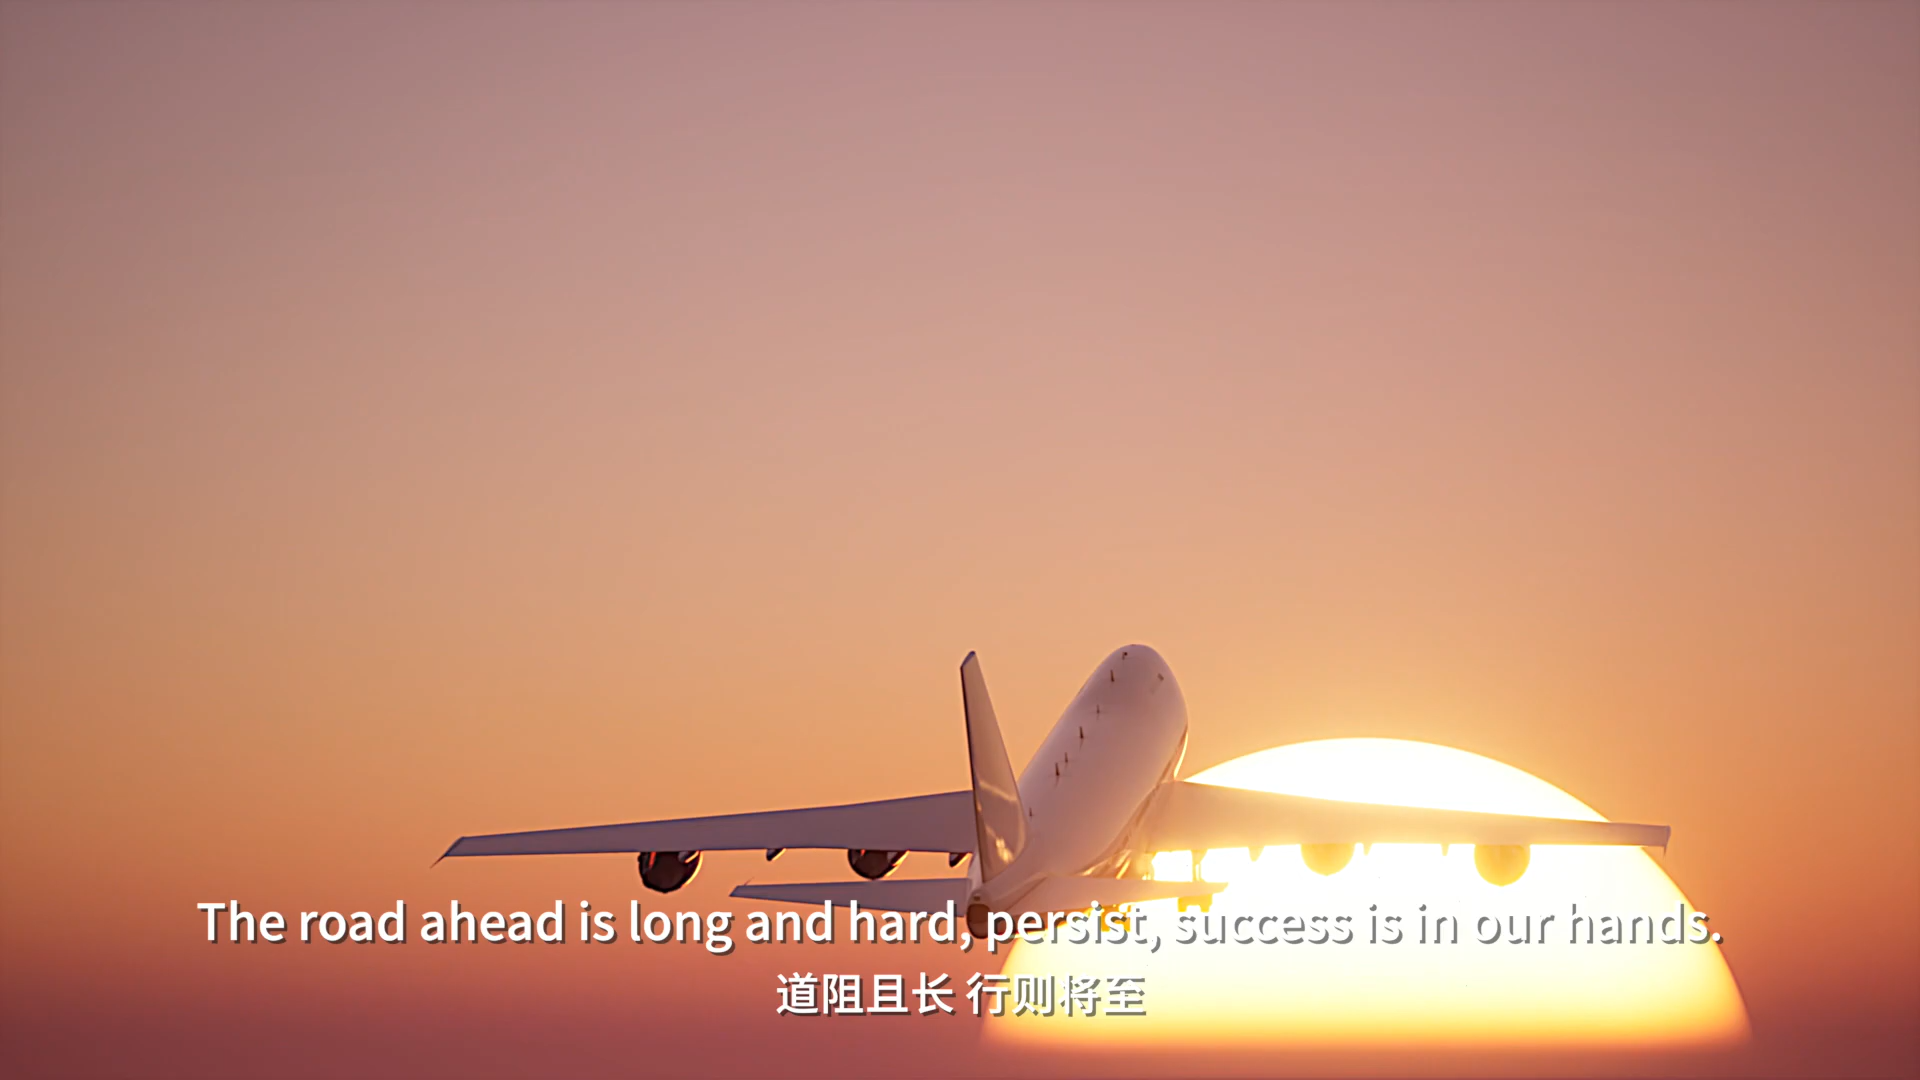 The road ahead is long and hard, persist, success is in our hands.
道阻且长 行则将至